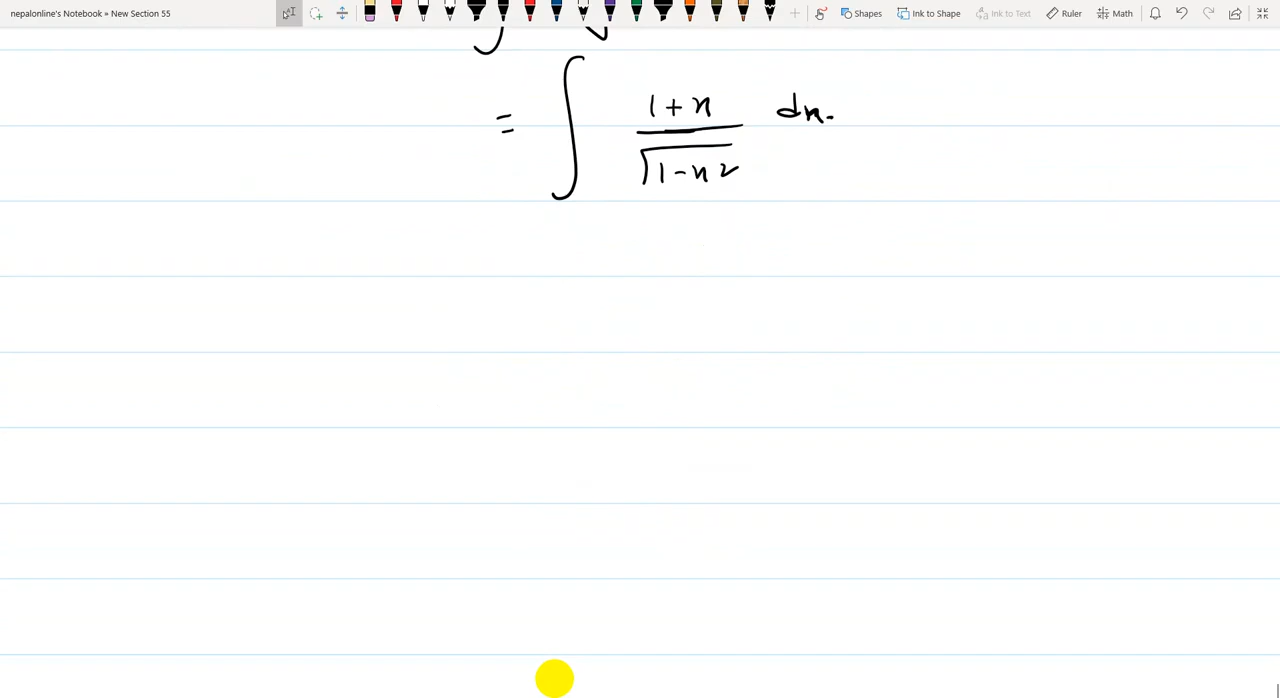 nepalonline's Notebook » New Section 55
Shapes
Ink to Shape
Ink to Text
Ruler
Math
= ∫ (1+x)/√(1-x²) dx.